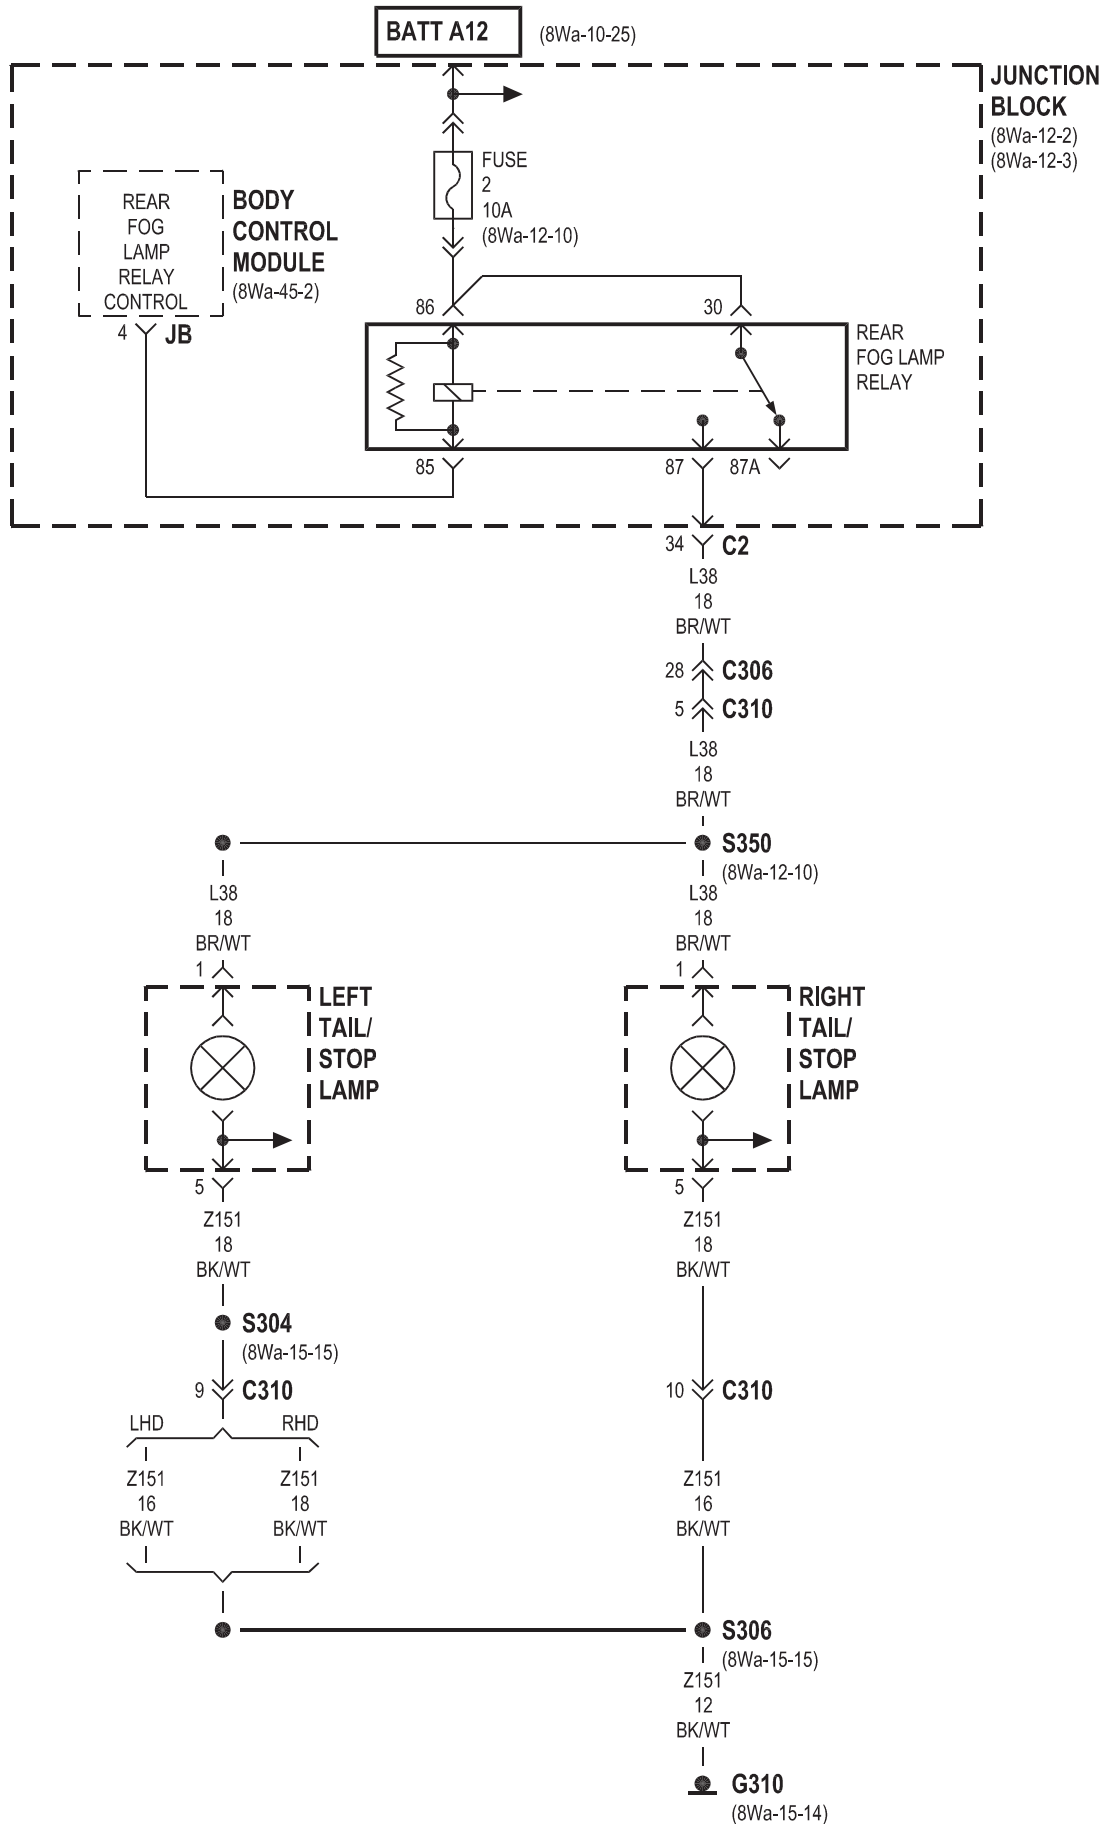 BATT A12
(8Wa-10-25)
JUNCTION
BLOCK
(8Wa-12-2)
(8Wa-12-3)
FUSE
2
10A
(8Wa-12-10)
REAR
FOG
LAMP
RELAY
CONTROL
BODY
CONTROL
MODULE
(8Wa-45-2)
4
JB
86
30
REAR
FOG LAMP
RELAY
85
87
87A
34
C2
L38
18
BR/WT
28
C306
5
C310
L38
18
BR/WT
S350
(8Wa-12-10)
L38
18
BR/WT
1
LEFT
TAIL/
STOP
LAMP
L38
18
BR/WT
1
RIGHT
TAIL/
STOP
LAMP
5
Z151
18
BK/WT
5
Z151
18
BK/WT
S304
(8Wa-15-15)
9
C310
10
C310
LHD
RHD
Z151
16
BK/WT
Z151
18
BK/WT
Z151
16
BK/WT
S306
(8Wa-15-15)
Z151
12
BK/WT
G310
(8Wa-15-14)